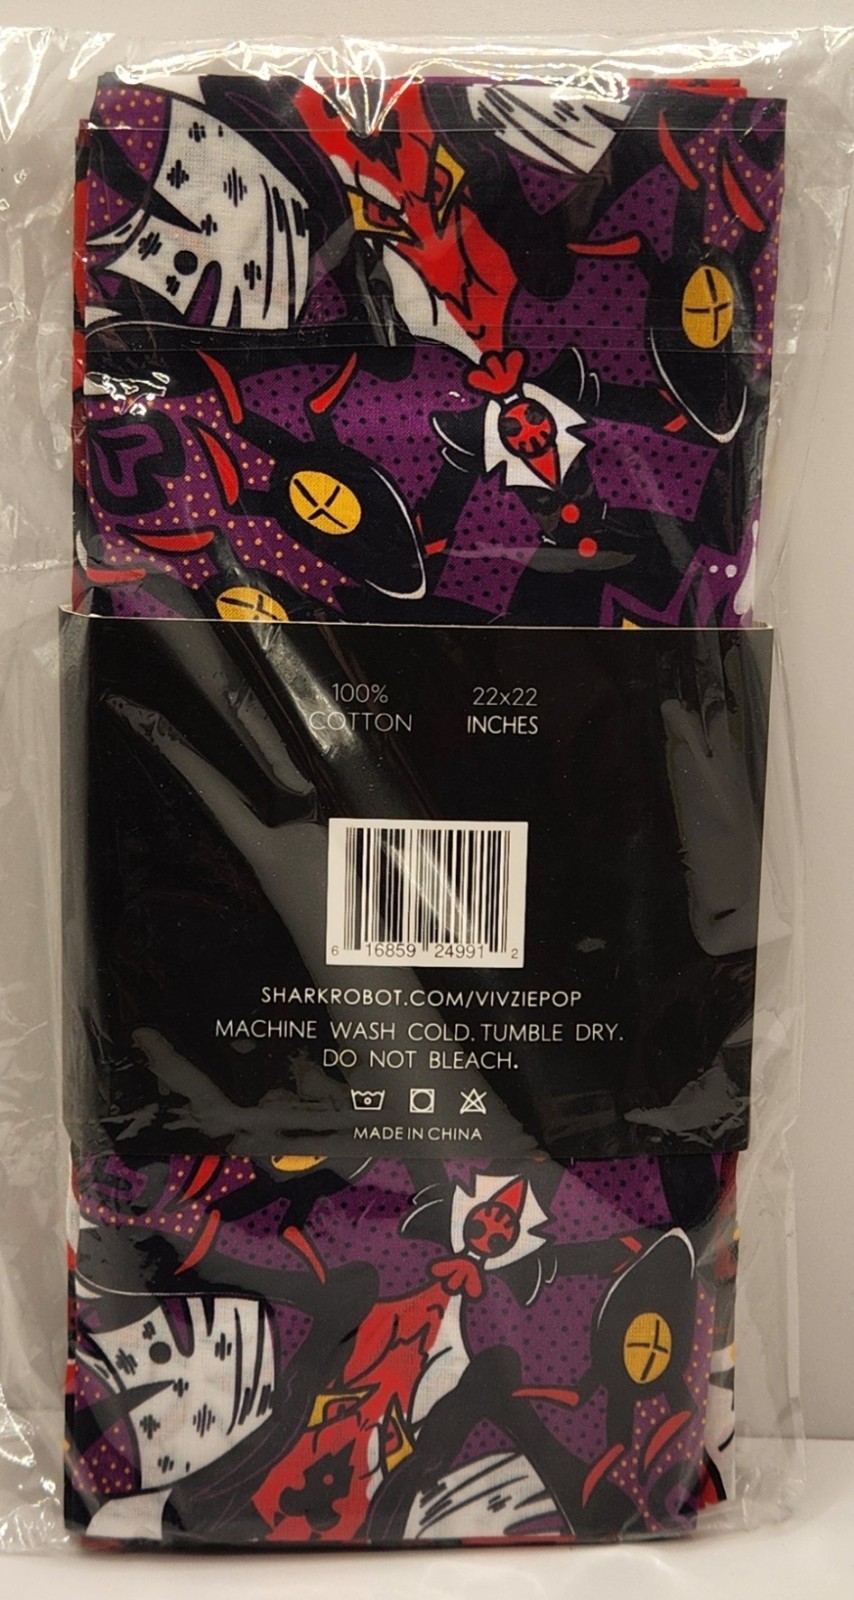 100% 22x22
COTTON INCHES
6 16859 24991 2
SHARKROBOT.COM/VIVZIEPOP
MACHINE WASH COLD. TUMBLE DRY.
DO NOT BLEACH.
MADE IN CHINA